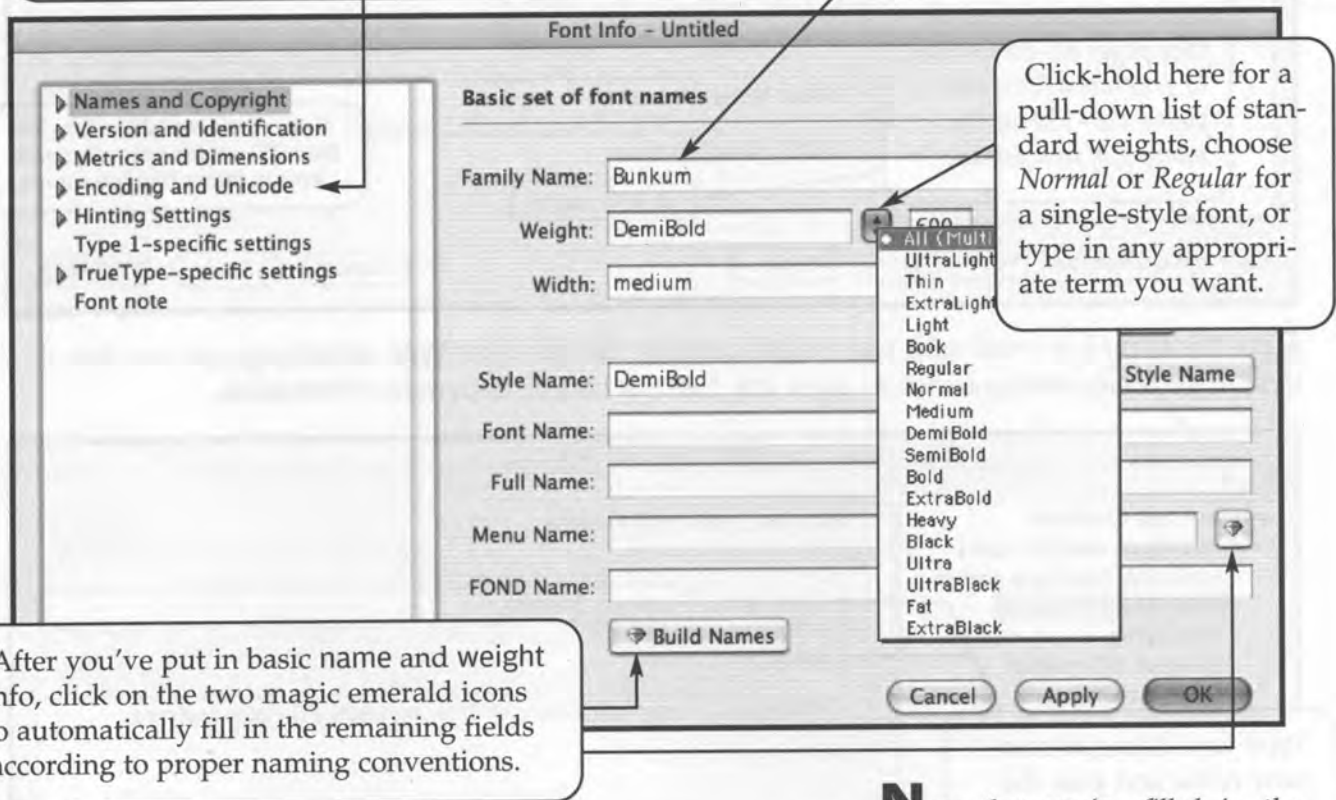 Font Info – Untitled
Names and Copyright
Version and Identification
Metrics and Dimensions
Encoding and Unicode
Hinting Settings
Type 1-specific settings
TrueType-specific settings
Font note
Basic set of font names
Family Name: Bunkum
Weight: DemiBold 600
Width: medium
Style Name: DemiBold Style Name
Font Name:
Full Name:
Menu Name:
FOND Name:
Build Names
All (Multi
UltraLight
Thin
ExtraLight
Light
Book
Regular
Normal
Medium
DemiBold
SemiBold
Bold
ExtraBold
Heavy
Black
Ultra
UltraBlack
Fat
ExtraBlack
Cancel Apply OK
Click-hold here for a
pull-down list of stan-
dard weights, choose
Normal or Regular for
a single-style font, or
type in any appropri-
ate term you want.
After you've put in basic name and weight
nfo, click on the two magic emerald icons
o automatically fill in the remaining fields
according to proper naming conventions.